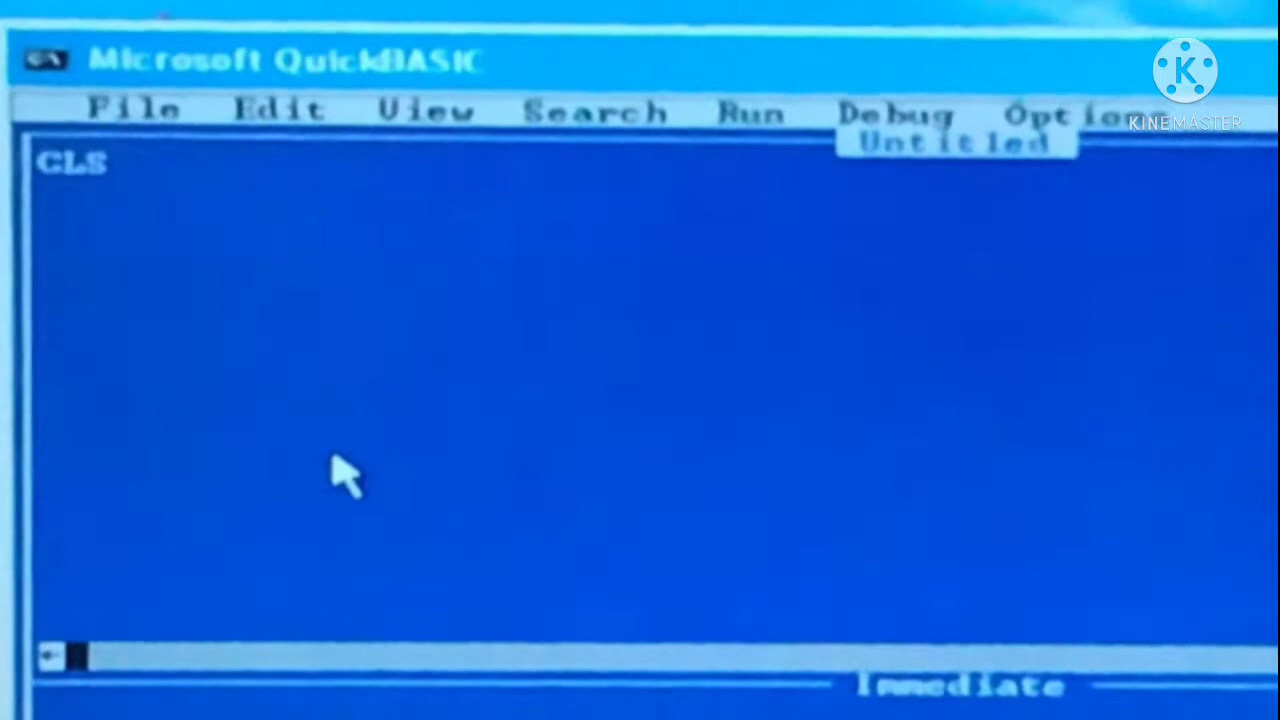 Microsoft QuickBASIC
File Edit View Search Run Debug Options
Untitled
CLS
Immediate
K
KINEMASTER